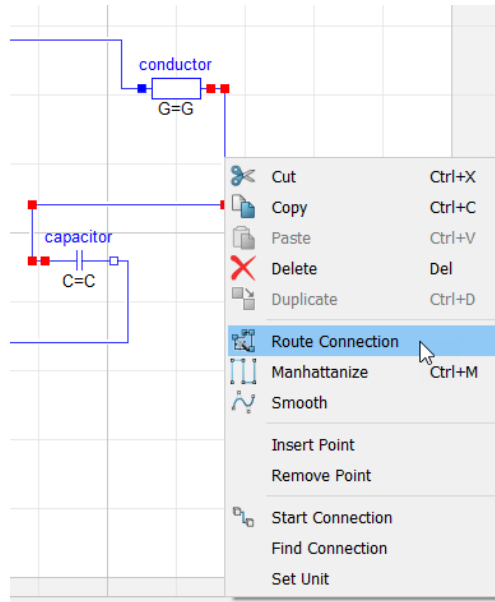 conductor
G=G
capacitor
C=C
Cut Ctrl+X
Copy Ctrl+C
Paste Ctrl+V
Delete Del
Duplicate Ctrl+D
Route Connection
Manhattanize Ctrl+M
Smooth
Insert Point
Remove Point
Start Connection
Find Connection
Set Unit